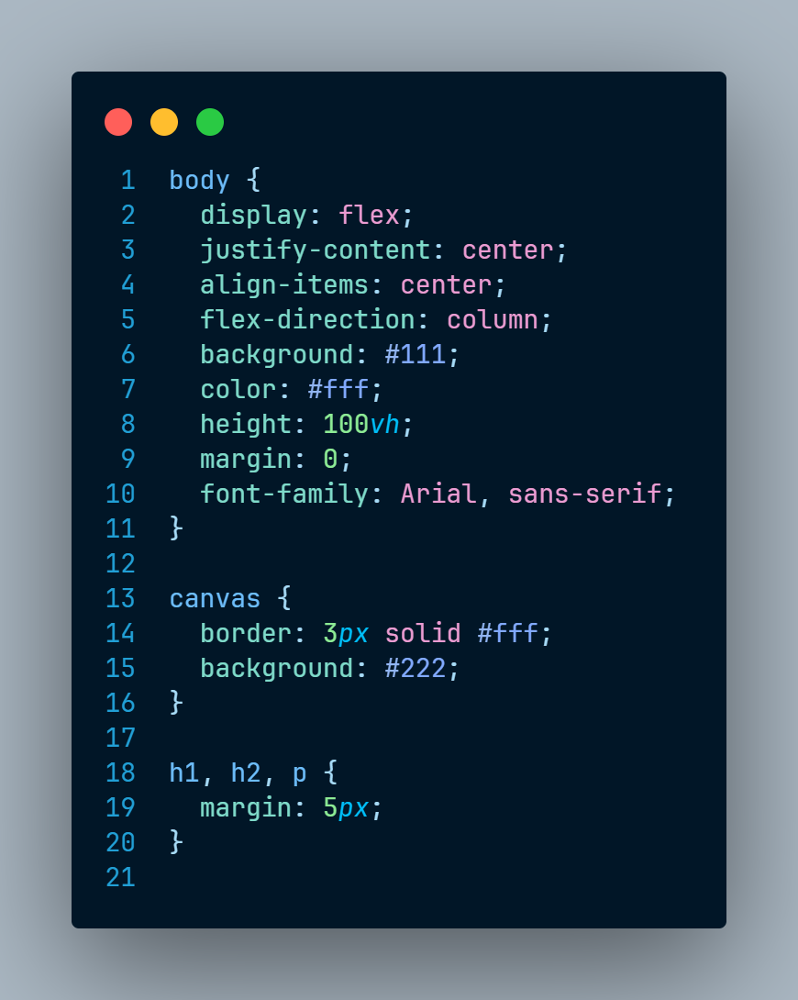 1 body {
2   display: flex;
3   justify-content: center;
4   align-items: center;
5   flex-direction: column;
6   background: #111;
7   color: #fff;
8   height: 100vh;
9   margin: 0;
10   font-family: Arial, sans-serif;
11 }
12
13 canvas {
14   border: 3px solid #fff;
15   background: #222;
16 }
17
18 h1, h2, p {
19   margin: 5px;
20 }
21